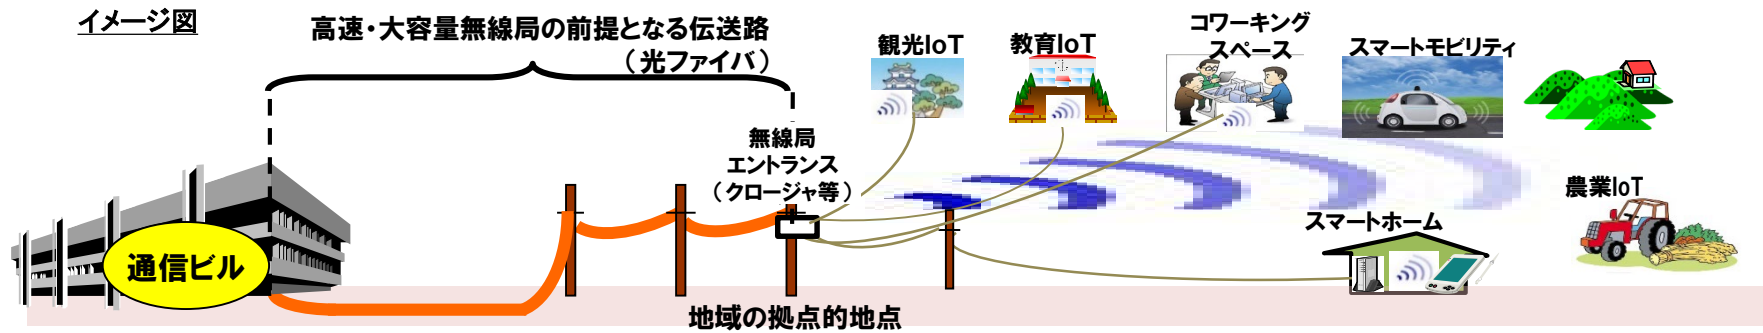 イメージ図
高速・大容量無線局の前提となる伝送路
（光ファイバ）
観光IoT
教育IoT
コワーキング
スペース
スマートモビリティ
無線局
エントランス
（クロージャ等）
農業IoT
スマートホーム
通信ビル
地域の拠点的地点